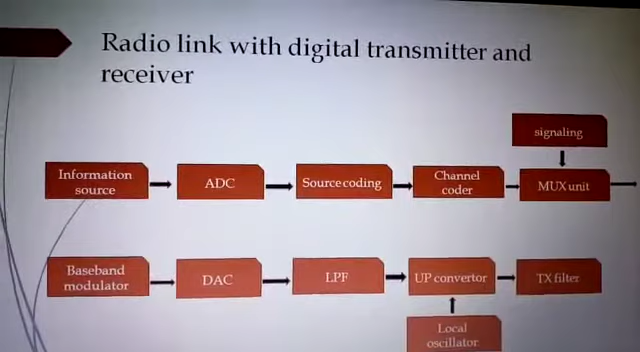 Radio link with digital transmitter and
receiver
signaling
Information
source
ADC
Source coding
Channel
coder
MUX unit
Baseband
modulator
DAC
LPF
UP convertor
TX filter
Local
oscillator